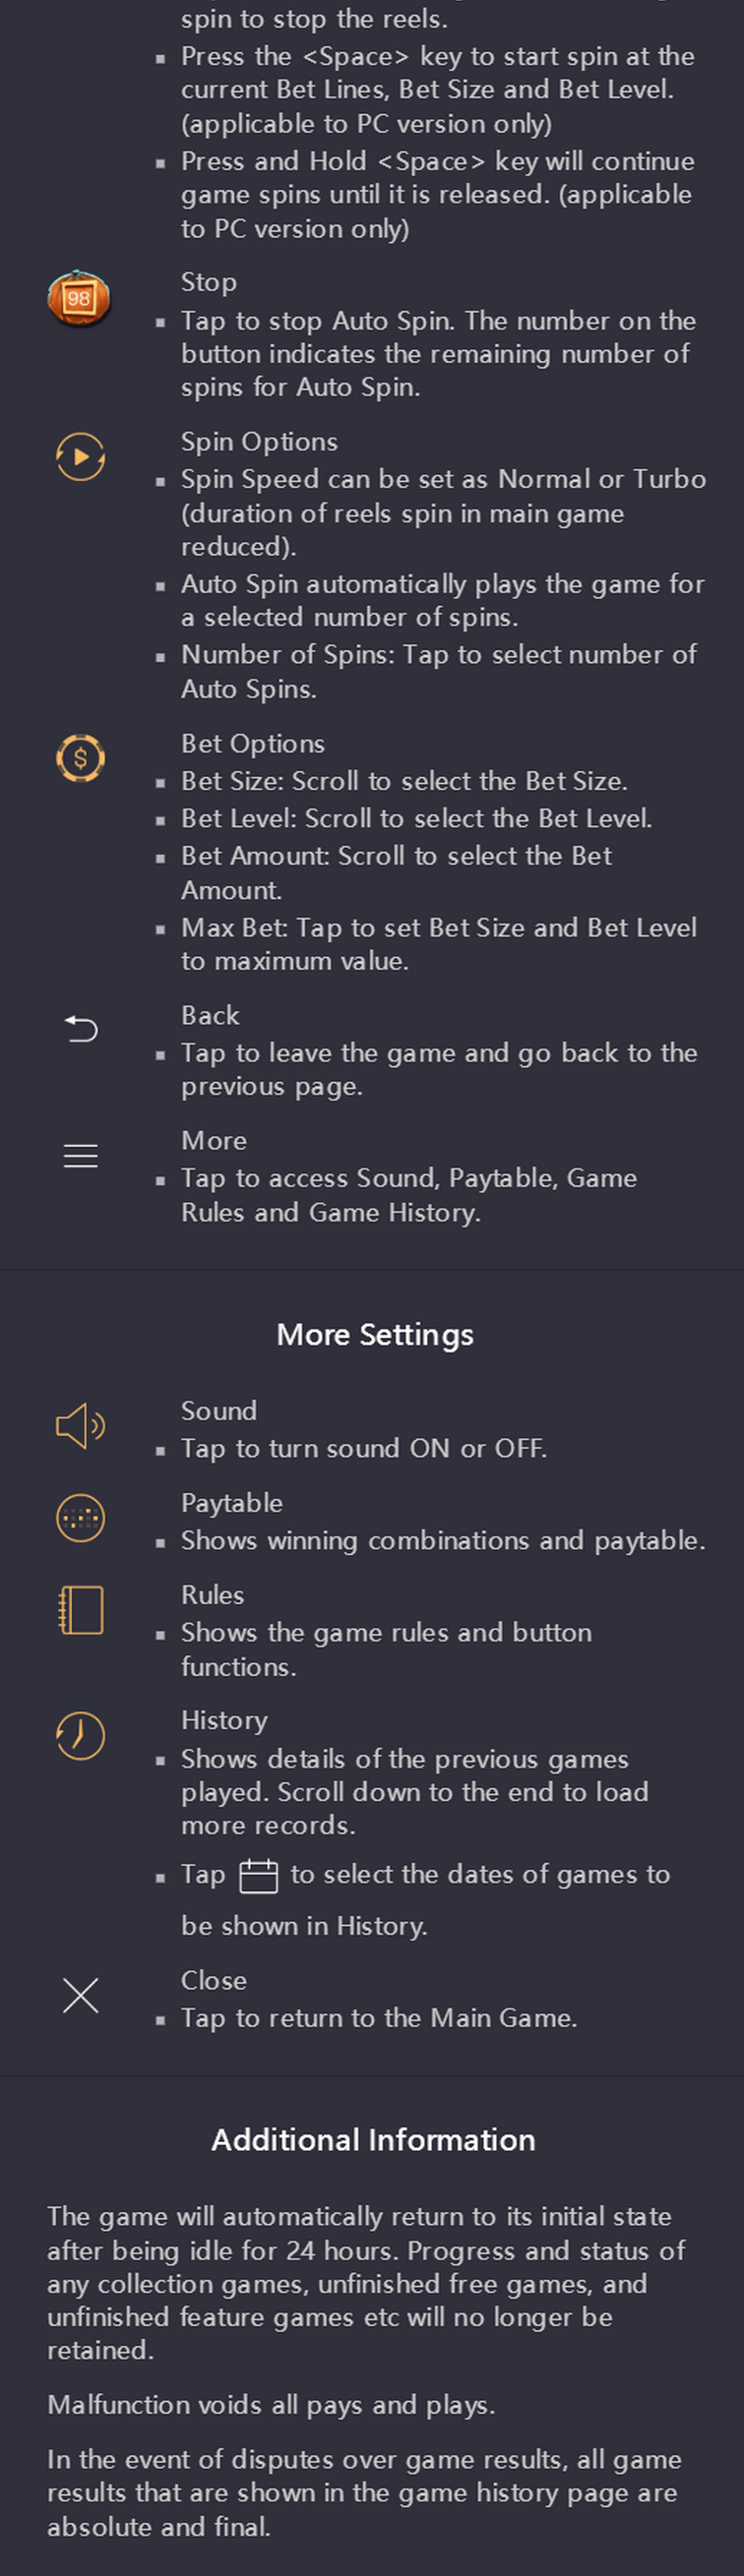 spin to stop the reels.
▪ Press the <Space> key to start spin at the
current Bet Lines, Bet Size and Bet Level.
(applicable to PC version only)
▪ Press and Hold <Space> key will continue
game spins until it is released. (applicable
to PC version only)
98
Stop
▪ Tap to stop Auto Spin. The number on the
button indicates the remaining number of
spins for Auto Spin.
Spin Options
▪ Spin Speed can be set as Normal or Turbo
(duration of reels spin in main game
reduced).
▪ Auto Spin automatically plays the game for
a selected number of spins.
▪ Number of Spins: Tap to select number of
Auto Spins.
$
Bet Options
▪ Bet Size: Scroll to select the Bet Size.
▪ Bet Level: Scroll to select the Bet Level.
▪ Bet Amount: Scroll to select the Bet
Amount.
▪ Max Bet: Tap to set Bet Size and Bet Level
to maximum value.
Back
▪ Tap to leave the game and go back to the
previous page.
More
▪ Tap to access Sound, Paytable, Game
Rules and Game History.
More Settings
Sound
▪ Tap to turn sound ON or OFF.
Paytable
▪ Shows winning combinations and paytable.
Rules
▪ Shows the game rules and button
functions.
History
▪ Shows details of the previous games
played. Scroll down to the end to load
more records.
▪ Tap to select the dates of games to
be shown in History.
Close
▪ Tap to return to the Main Game.
Additional Information
The game will automatically return to its initial state
after being idle for 24 hours. Progress and status of
any collection games, unfinished free games, and
unfinished feature games etc will no longer be
retained.
Malfunction voids all pays and plays.
In the event of disputes over game results, all game
results that are shown in the game history page are
absolute and final.